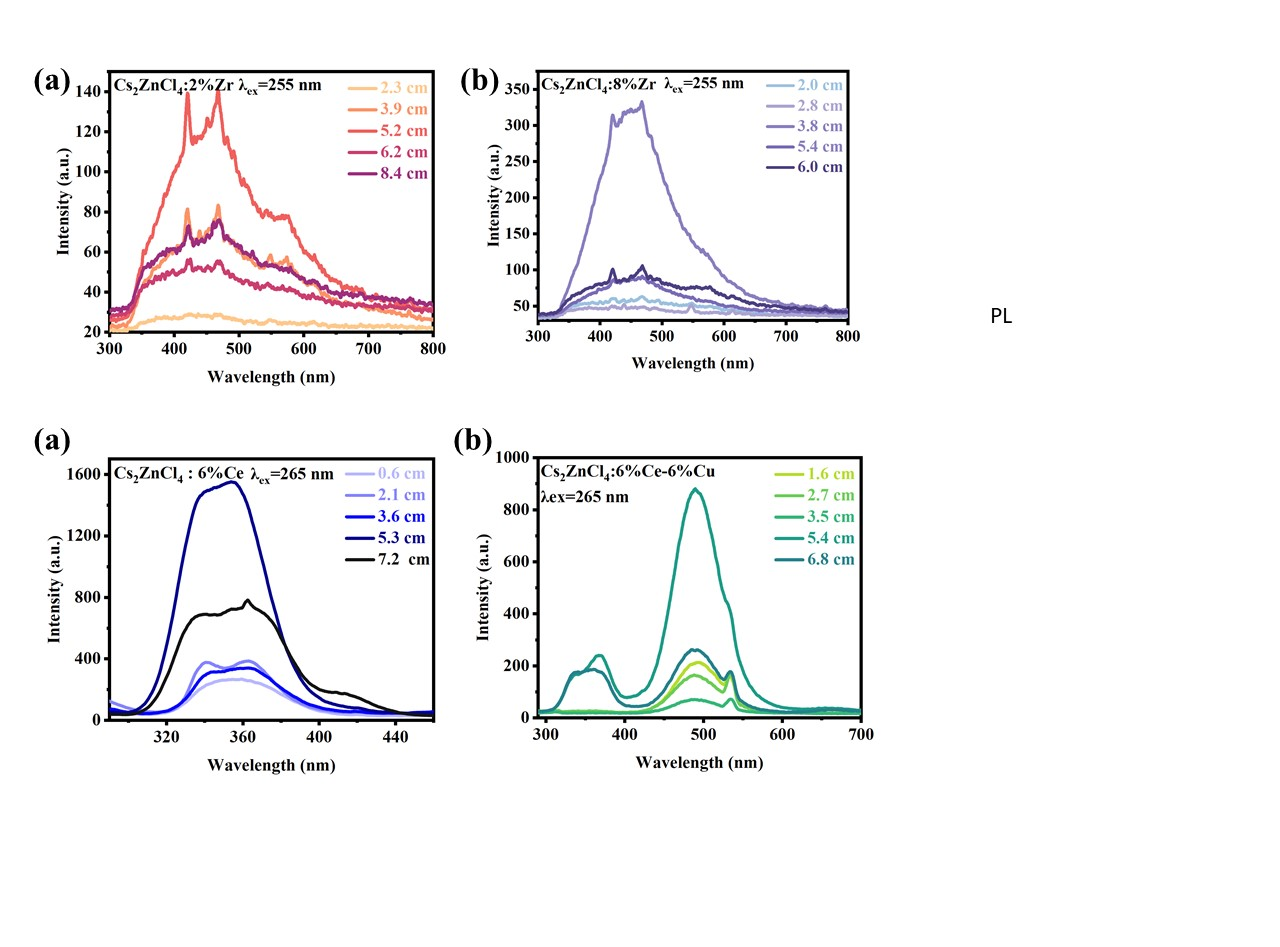 (a)
Cs₂ZnCl₄:2%Zr λₑₓ=255 nm
2.3 cm
3.9 cm
5.2 cm
6.2 cm
8.4 cm
140
120
100
80
60
40
20
300 400 500 600 700 800
Intensity (a.u.)
Wavelength (nm)
(b)
Cs₂ZnCl₄:8%Zr λₑₓ=255 nm
2.0 cm
2.8 cm
3.8 cm
5.4 cm
6.0 cm
350
300
250
200
150
100
50
300 400 500 600 700 800
Intensity (a.u.)
Wavelength (nm)
PL
(a)
Cs₂ZnCl₄ : 6%Ce λₑₓ=265 nm
0.6 cm
2.1 cm
3.6 cm
5.3 cm
7.2 cm
1600
1200
800
400
0
320 360 400 440
Intensity (a.u.)
Wavelength (nm)
(b)
Cs₂ZnCl₄:6%Ce-6%Cu
λex=265 nm
1.6 cm
2.7 cm
3.5 cm
5.4 cm
6.8 cm
1000
800
600
400
200
0
300 400 500 600 700
Intensity (a.u.)
Wavelength (nm)